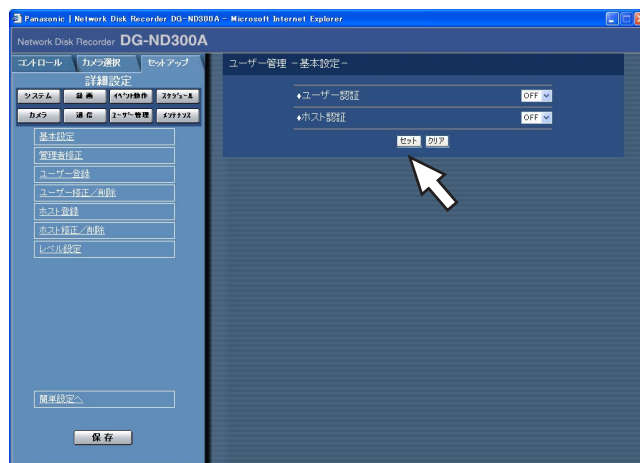 Panasonic | Network Disk Recorder DG-ND300A - Microsoft Internet Explorer
Network Disk Recorder DG-ND300A
コントロール カメラ選択 セットアップ
詳細設定
システム 録画 イベント動作 スケジュール
カメラ 通信 ユーザー管理 メンテナンス
基本設定
管理者修正
ユーザー登録
ユーザー修正／削除
ホスト登録
ホスト修正／削除
レベル設定
簡単設定へ
保存
ユーザー管理 －基本設定－
♦ユーザー認証 OFF
♦ホスト認証 OFF
セット クリア